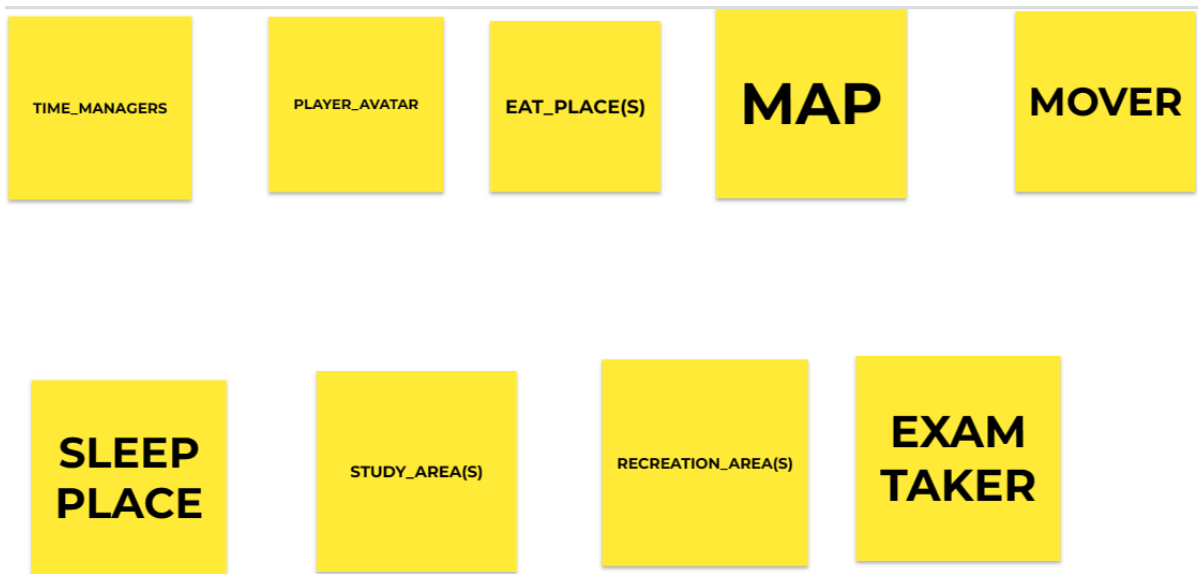 TIME_MANAGERS
PLAYER_AVATAR
EAT_PLACE(S)
MAP
MOVER
SLEEP
PLACE
STUDY_AREA(S)
RECREATION_AREA(S)
EXAM
TAKER